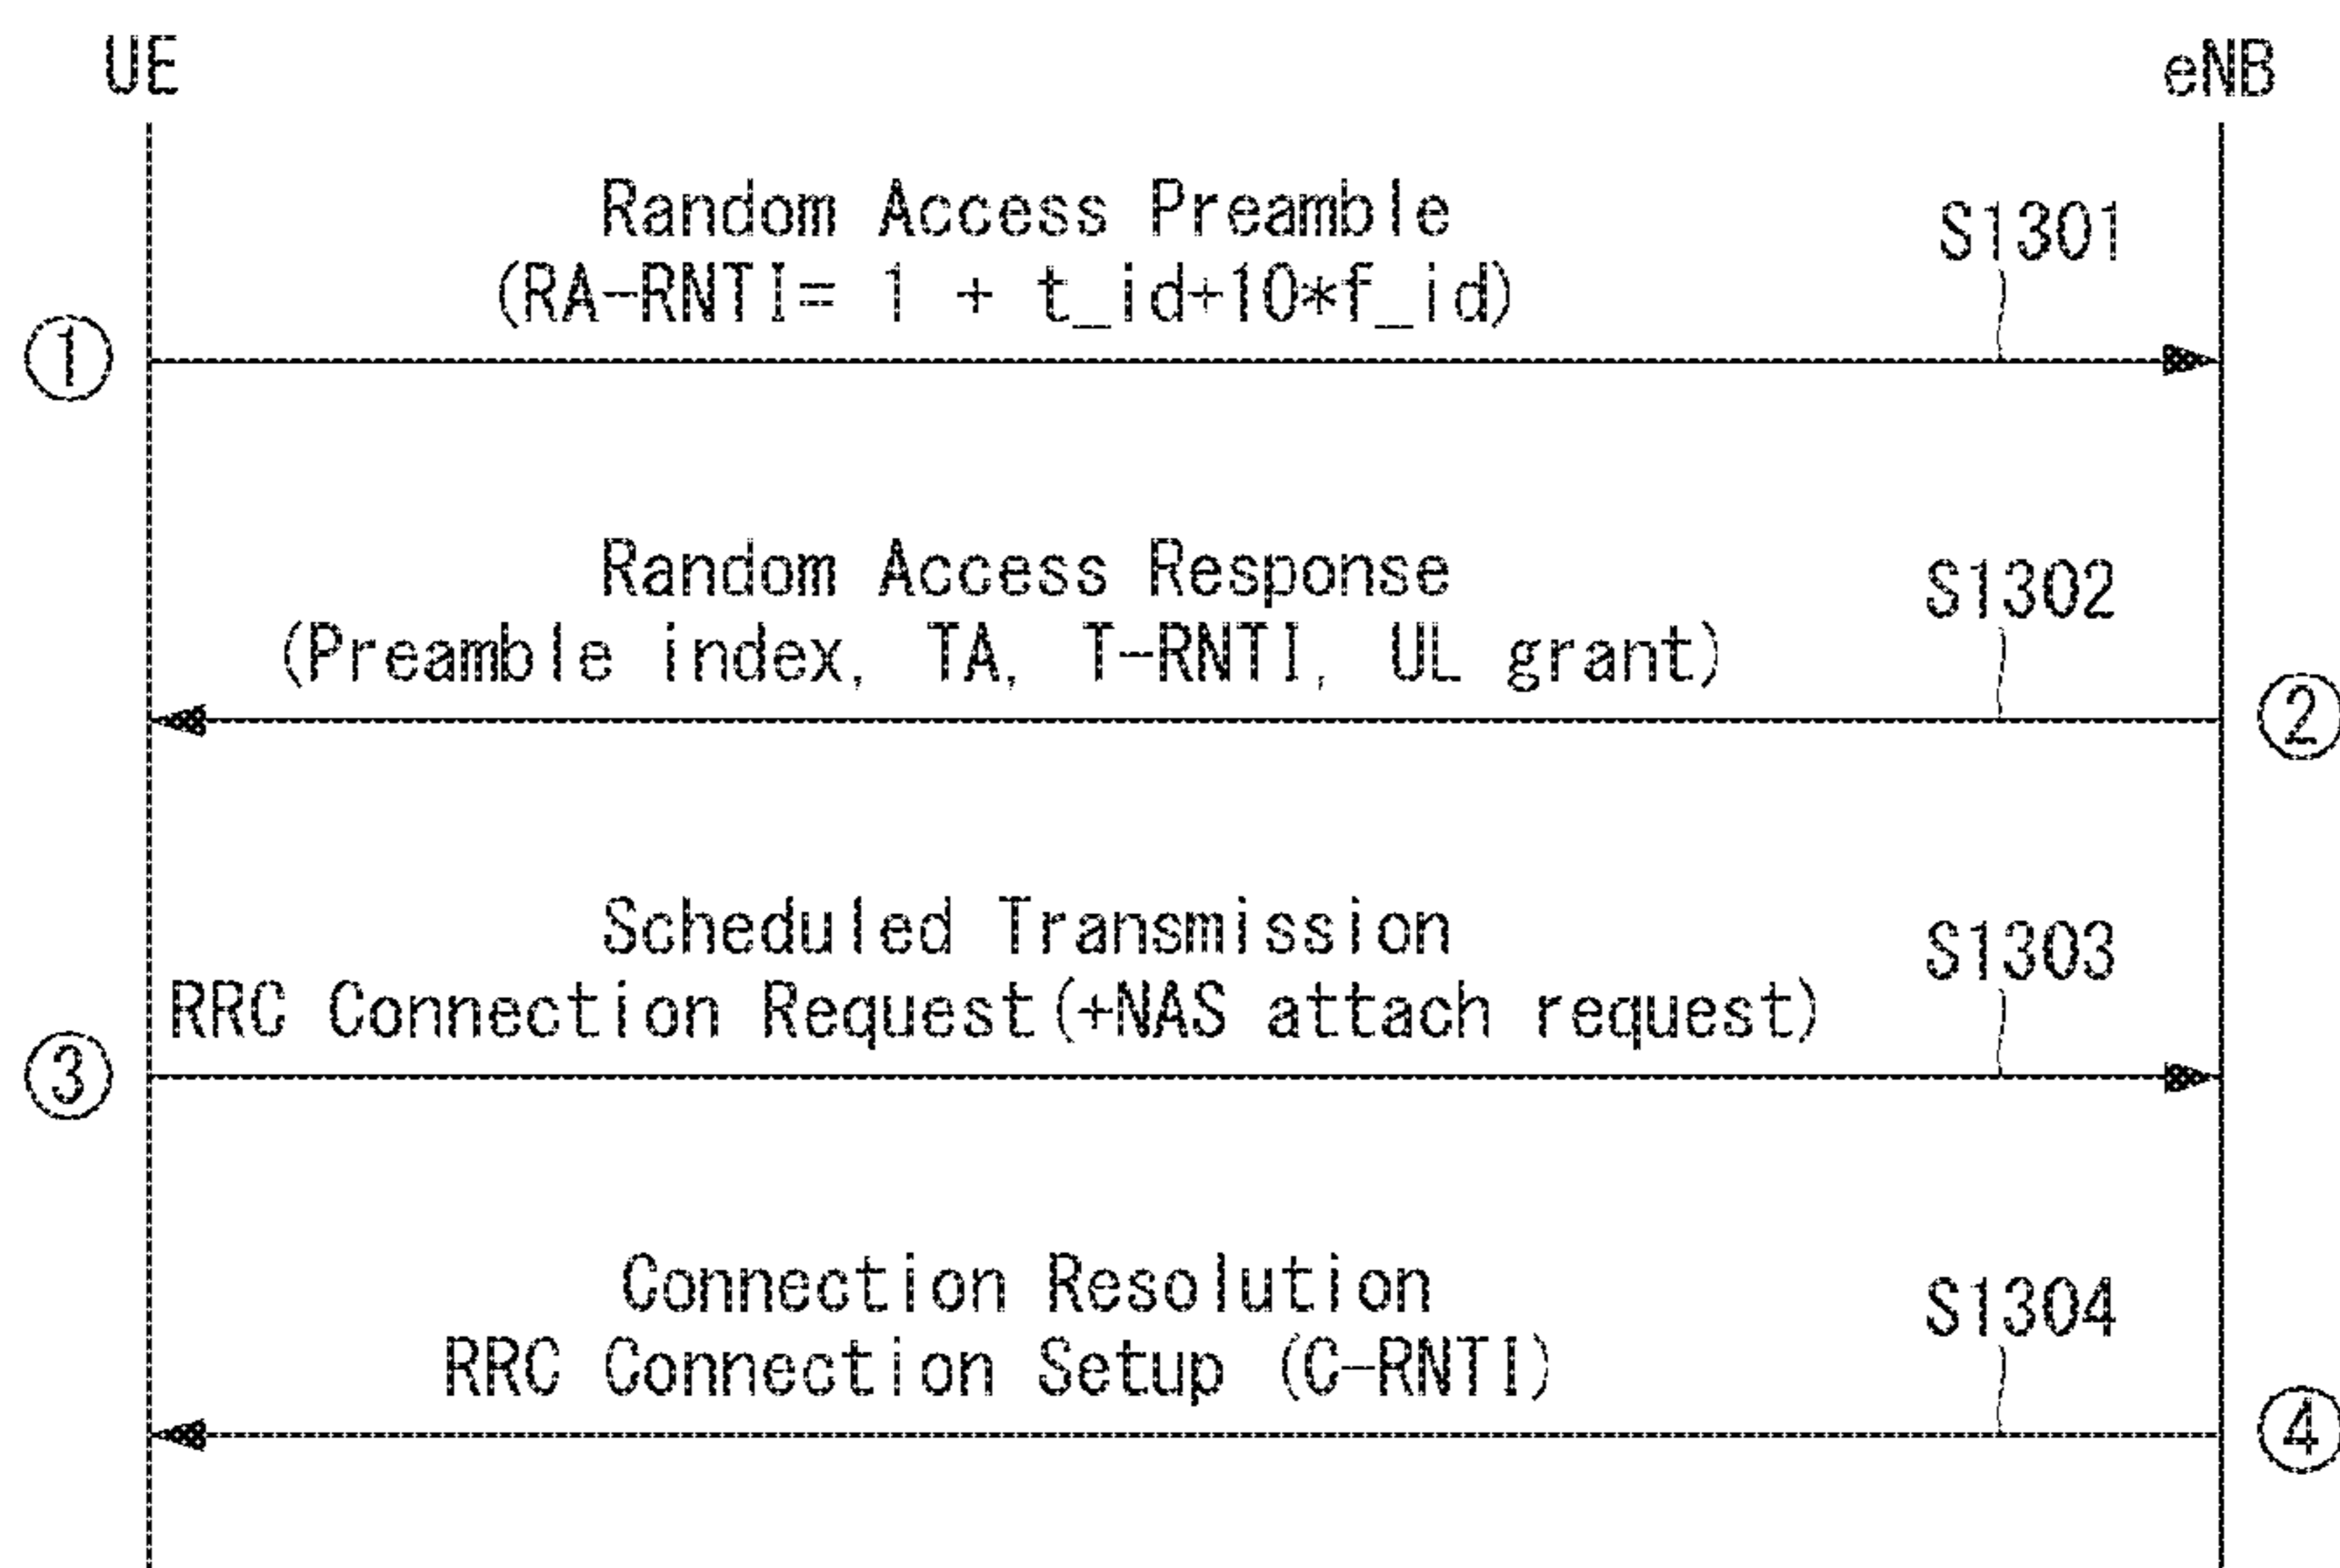 UE
eNB
Random Access Preamble
(RA-RNTI= 1 + t_id+10*f_id)
S1301
①
Random Access Response
(Preamble index, TA, T-RNTI, UL grant)
S1302
②
Scheduled Transmission
RRC Connection Request(+NAS attach request)
S1303
③
Connection Resolution
RRC Connection Setup (C-RNTI)
S1304
④